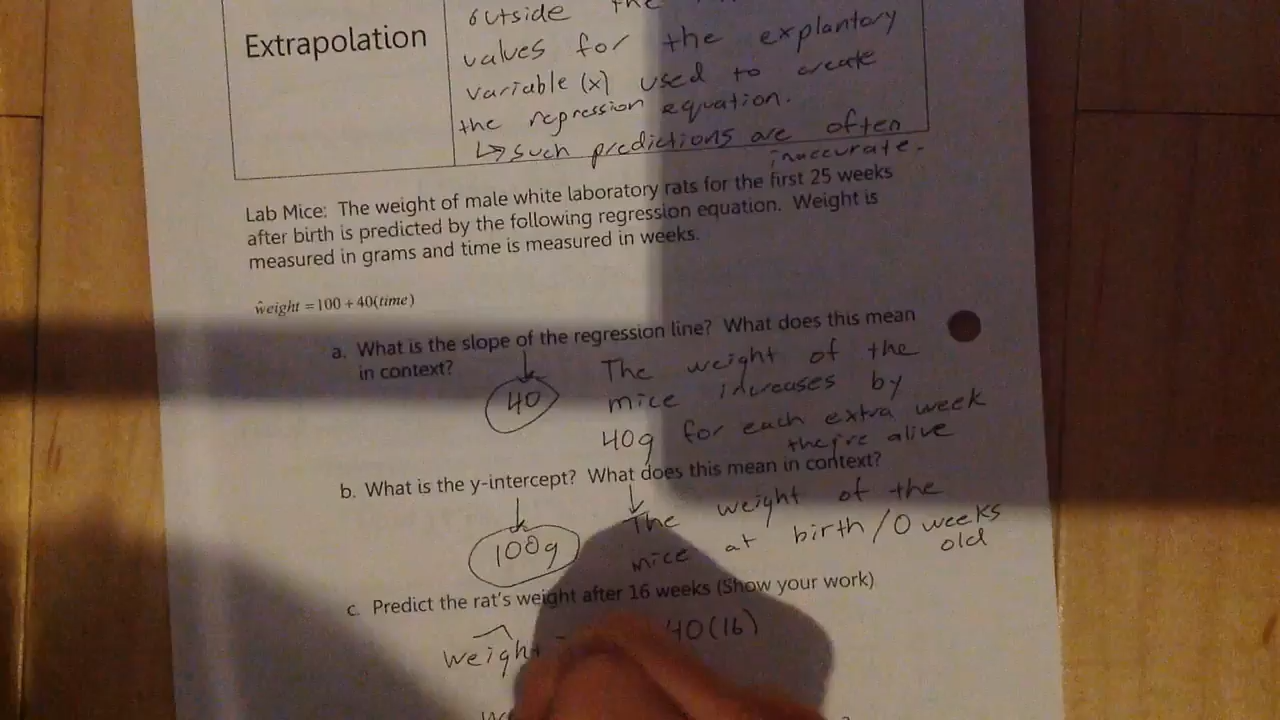 outside the
Extrapolation
values for the explantory
variable (x) used to create
the regression equation.
↳ such predictions are often
inaccurate.
Lab Mice: The weight of male white laboratory rats for the first 25 weeks
after birth is predicted by the following regression equation. Weight is
measured in grams and time is measured in weeks.
ŵeight = 100 + 40(time)
a. What is the slope of the regression line? What does this mean
in context?
40
The weight of the
mice increases by
40g for each extra week
they're alive
b. What is the y-intercept? What does this mean in context?
100g
The weight of the
mice at birth/0 weeks
old
c. Predict the rat's weight after 16 weeks (Show your work)
weigh
40(16)